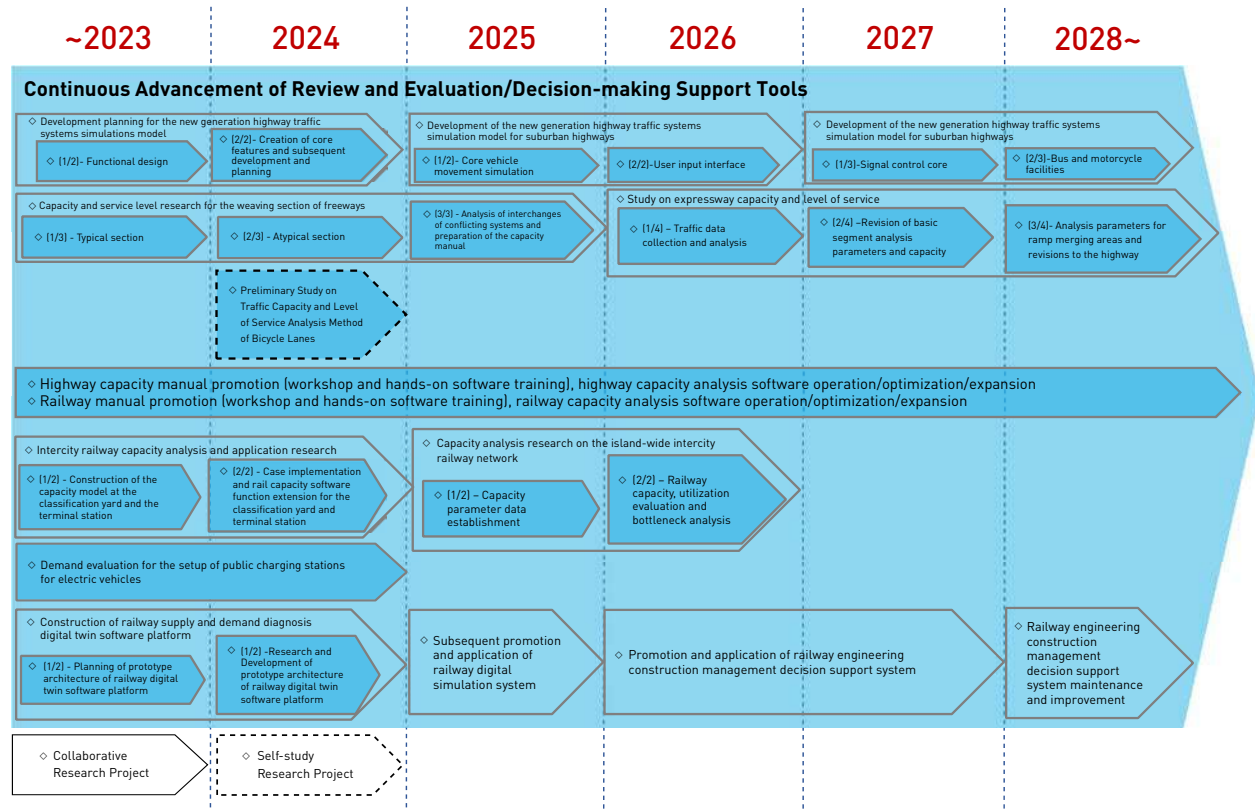 ~2023
2024
2025
2026
2027
2028~
Continuous Advancement of Review and Evaluation/Decision-making Support Tools
◇ Development planning for the new generation highway traffic
systems simulations model
◇ (1/2)- Functional design
◇ (2/2)- Creation of core
features and subsequent
development and
planning
◇ Development of the new generation highway traffic systems
simulation model for suburban highways
◇ (1/2)- Core vehicle
movement simulation
◇ (2/2)-User input interface
◇ Development of the new generation highway traffic systems
simulation model for suburban highways
◇ (1/3)-Signal control core
◇ (2/3)-Bus and motorcycle
facilities
◇ Capacity and service level research for the weaving section of freeways
◇ (1/3)- Typical section
◇ (2/3)- Atypical section
◇ (3/3) - Analysis of interchanges
of conflicting systems and
preparation of the capacity
manual
◇ Study on expressway capacity and level of service
◇ (1/4) – Traffic data
collection and analysis
◇ (2/4) –Revision of basic
segment analysis
parameters and capacity
◇ (3/4)- Analysis parameters for
ramp merging areas and
revisions to the highway
◇ Preliminary Study on
Traffic Capacity and Level
of Service Analysis Method
of Bicycle Lanes
◇ Highway capacity manual promotion (workshop and hands-on software training), highway capacity analysis software operation/optimization/expansion
◇ Railway manual promotion (workshop and hands-on software training), railway capacity analysis software operation/optimization/expansion
◇ Intercity railway capacity analysis and application research
◇ (1/2) - Construction of the
capacity model at the
classification yard and the
terminal station
◇ (2/2) - Case implementation
and rail capacity software
function extension for the
classification yard and
terminal station
◇ Capacity analysis research on the island-wide intercity
railway network
◇ (1/2) – Capacity
parameter data
establishment
◇ (2/2) – Railway
capacity, utilization
evaluation and
bottleneck analysis
◇ Demand evaluation for the setup of public charging stations
for electric vehicles
◇ Construction of railway supply and demand diagnosis
digital twin software platform
◇ (1/2) - Planning of prototype
architecture of railway digital
twin software platform
◇ (1/2) -Research and
Development of
prototype architecture
of railway digital twin
software platform)
◇ Subsequent promotion
and application of
railway digital
simulation system
◇ Promotion and application of railway engineering
construction management decision support system
◇ Railway engineering
construction
management
decision support
system maintenance
and improvement
◇ Collaborative
Research Project
◇ Self-study
Research Project